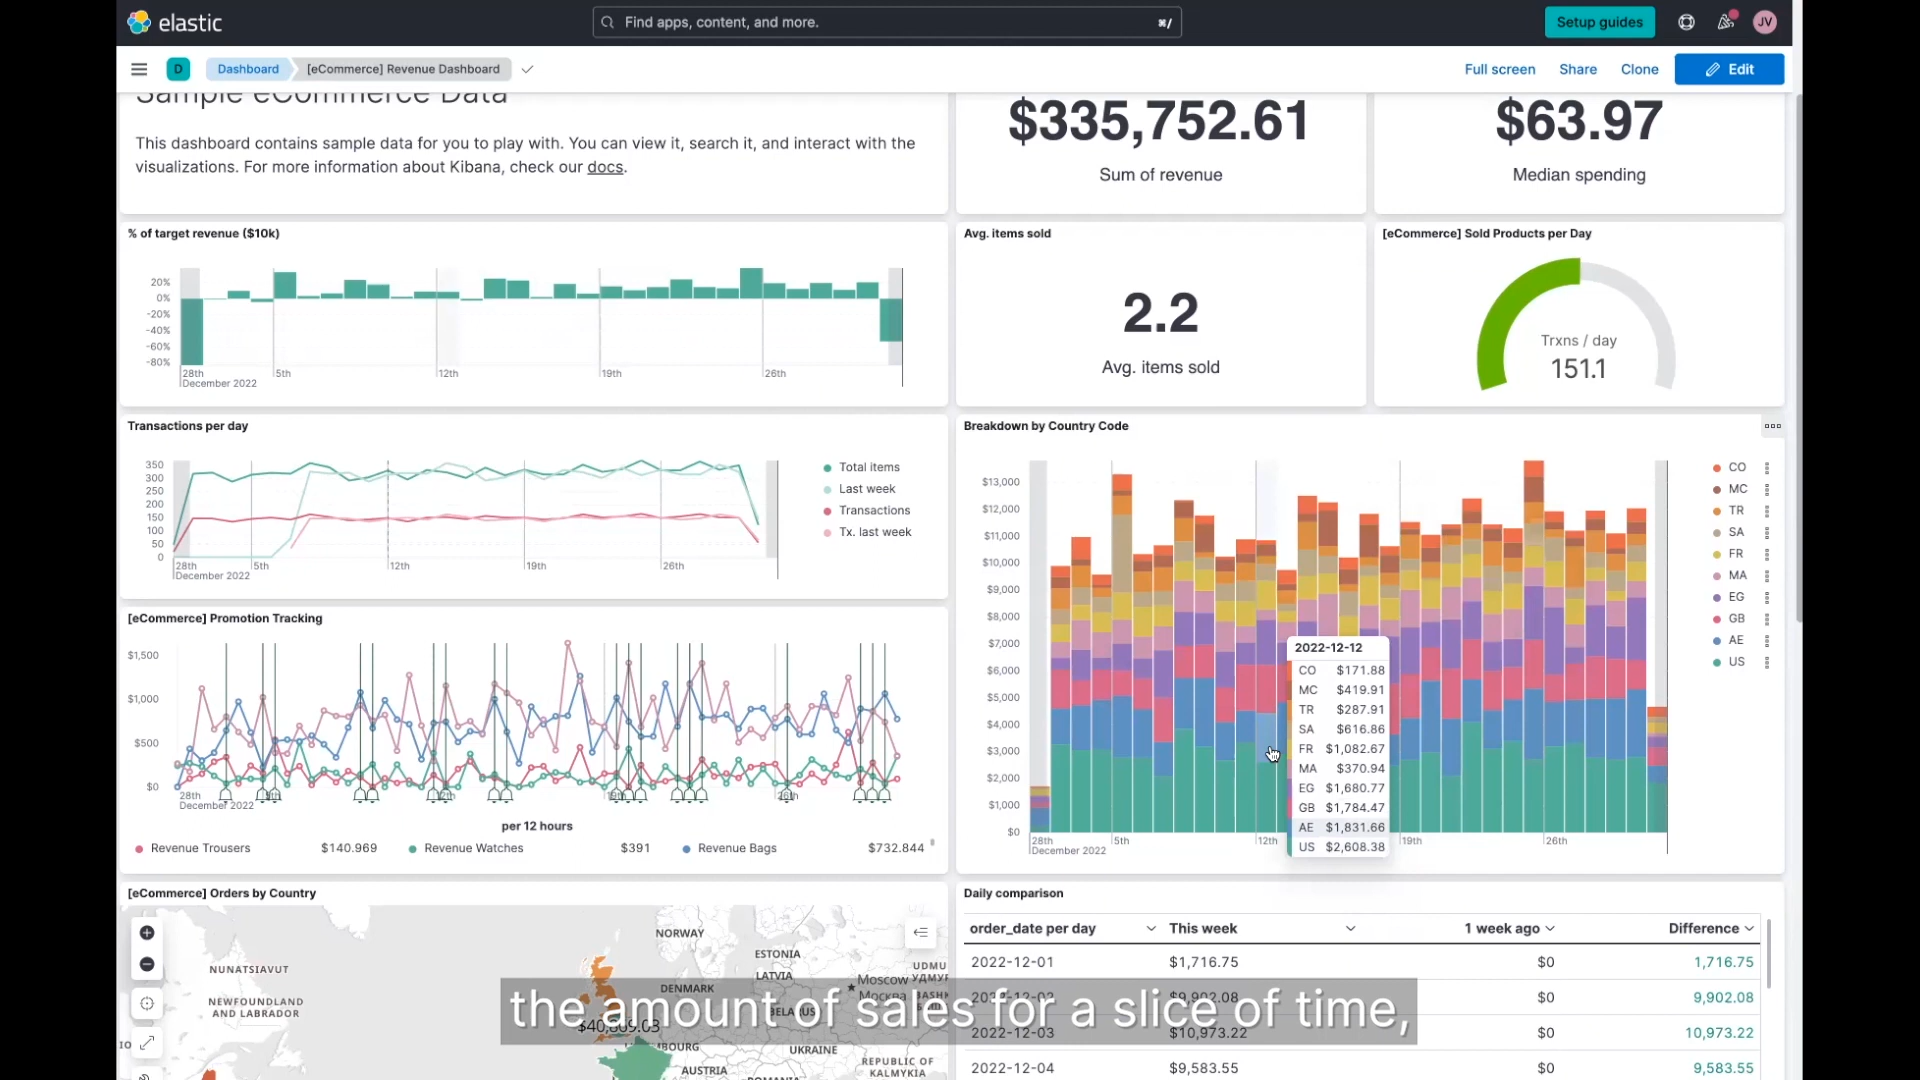 elastic
Find apps, content, and more.
⌘/
Setup guides
JV
D
Dashboard
[eCommerce] Revenue Dashboard
Full screen
Share
Clone
Edit
Sample eCommerce Data
This dashboard contains sample data for you to play with. You can view it, search it, and interact with the
visualizations. For more information about Kibana, check our docs.
$335,752.61
Sum of revenue
$63.97
Median spending
% of target revenue ($10k)
20%
0%
-20%
-40%
-60%
-80%
28th
December 2022
5th
12th
19th
26th
Avg. items sold
2.2
Avg. items sold
[eCommerce] Sold Products per Day
Trxns / day
151.1
Transactions per day
350
300
250
200
150
100
50
0
28th
December 2022
5th
12th
19th
26th
Total items
Last week
Transactions
Tx. last week
Breakdown by Country Code
$13,000
$12,000
$11,000
$10,000
$9,000
$8,000
$7,000
$6,000
$5,000
$4,000
$3,000
$2,000
$1,000
$0
28th
December 2022
5th
12th
19th
26th
CO
MC
TR
SA
FR
MA
EG
GB
AE
US
2022-12-12
CO $171.88
MC $419.91
TR $287.91
SA $616.86
FR $1,082.67
MA $370.94
EG $1,680.77
GB $1,784.47
AE $1,831.66
US $2,608.38
[eCommerce] Promotion Tracking
$1,500
$1,000
$500
$0
28th
December 2022
5th
12th
19th
26th
per 12 hours
Revenue Trousers $140.969
Revenue Watches $391
Revenue Bags $732.844
[eCommerce] Orders by Country
NUNATSIAVUT
NEWFOUNDLAND
AND LABRADOR
NORWAY
ESTONIA
LATVIA
DENMARK
Moscow
Москва
BELARUS
$40,869.03
UKRAINE
AUSTRIA
REPUBLIC OF
KALMYKIA
Daily comparison
order_date per day
This week
1 week ago
Difference
2022-12-01 $1,716.75 $0 1,716.75
2022-12-02 $9,902.08 $0 9,902.08
2022-12-03 $10,973.22 $0 10,973.22
2022-12-04 $9,583.55 $0 9,583.55
the amount of sales for a slice of time,